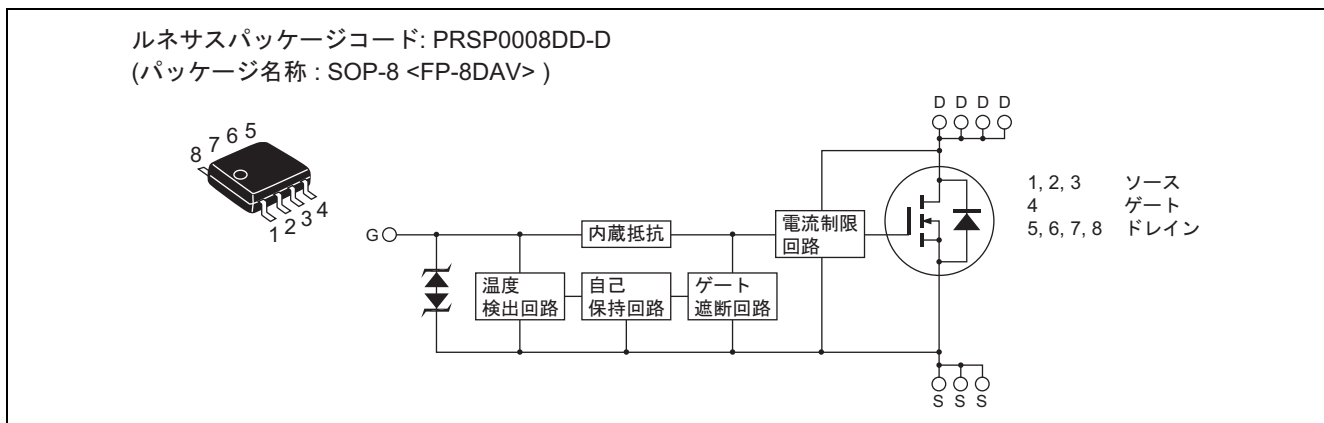 ルネサスパッケージコード: PRSP0008DD-D
(パッケージ名称 : SOP-8 <FP-8DAV> )
8 7 6 5
1 2 3 4
D D D D
1, 2, 3 ソース
4 ゲート
5, 6, 7, 8 ドレイン
G
内蔵抵抗
電流制限
回路
温度
検出回路
自己
保持回路
ゲート
遮断回路
S S S